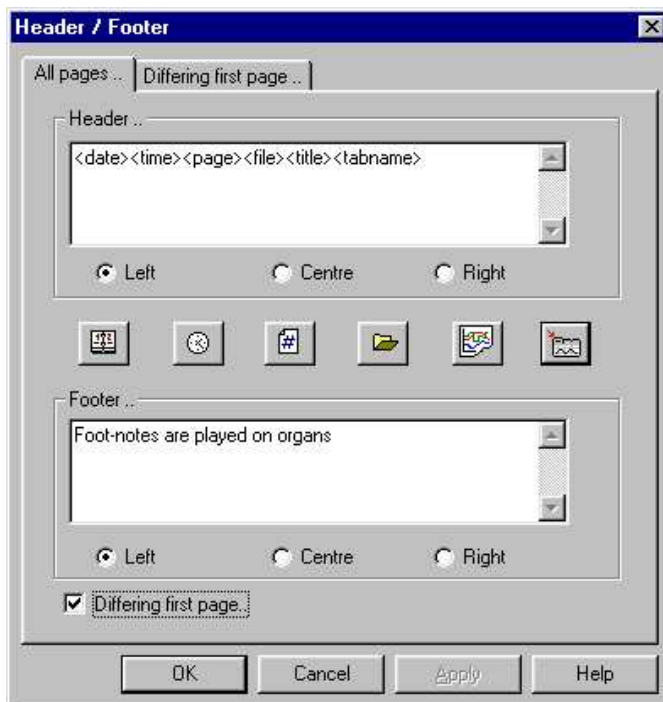 Header / Footer
All pages .. Differing first page ..
Header ..
<date><time><page><file><title><tabname>
Left Centre Right
#
Footer ..
Foot-notes are played on organs
Left Centre Right
Differing first page..
OK Cancel Apply Help